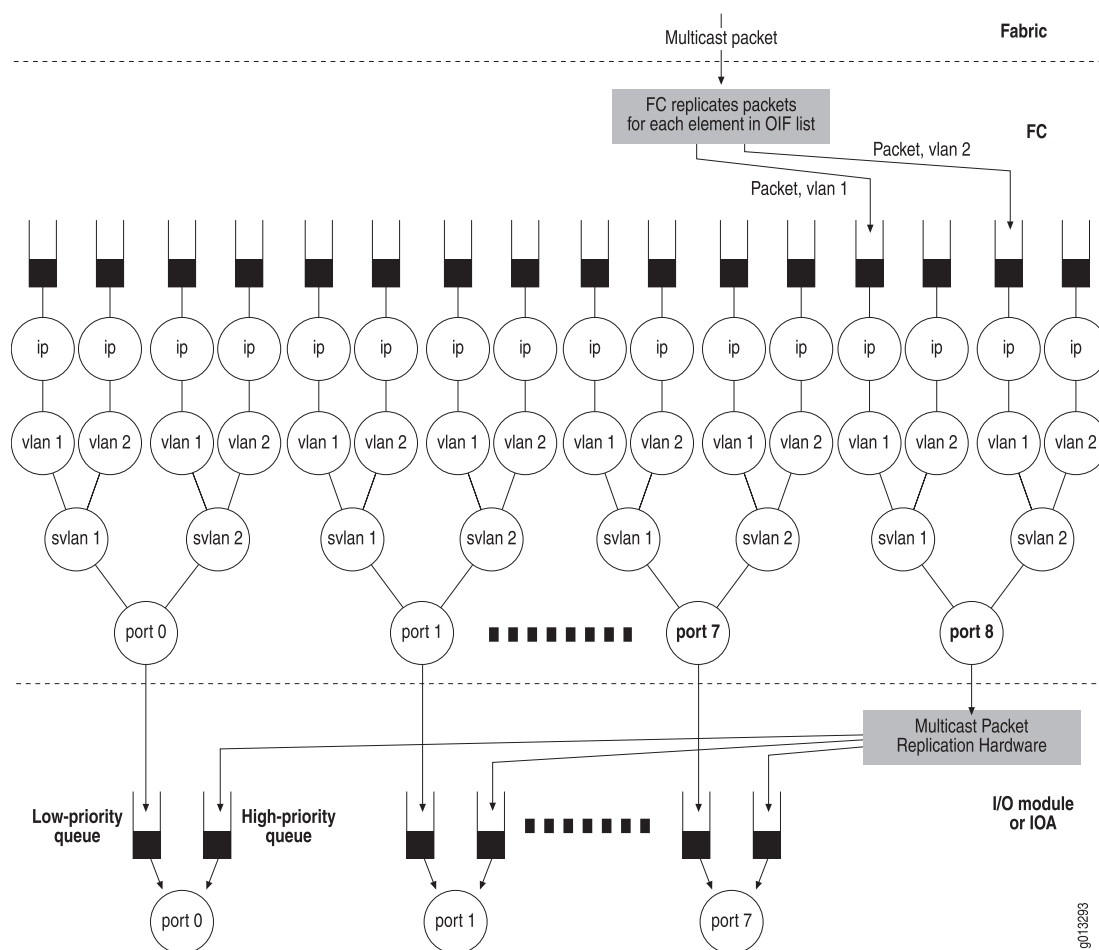 Multicast packet
Fabric
FC replicates packets
for each element in OIF list
FC
Packet, vlan 2
Packet, vlan 1
ip ip ip ip ip ip ip ip ip ip ip ip ip ip ip ip
vlan 1 vlan 2 vlan 1 vlan 2 vlan 1 vlan 2 vlan 1 vlan 2 vlan 1 vlan 2 vlan 1 vlan 2 vlan 1 vlan 2 vlan 1 vlan 2
svlan 1 svlan 2 svlan 1 svlan 2 svlan 1 svlan 2 svlan 1 svlan 2
port 0 port 1 port 7 port 8
Multicast Packet
Replication Hardware
Low-priority
queue
High-priority
queue
I/O module
or IOA
port 0 port 1 port 7
g013293